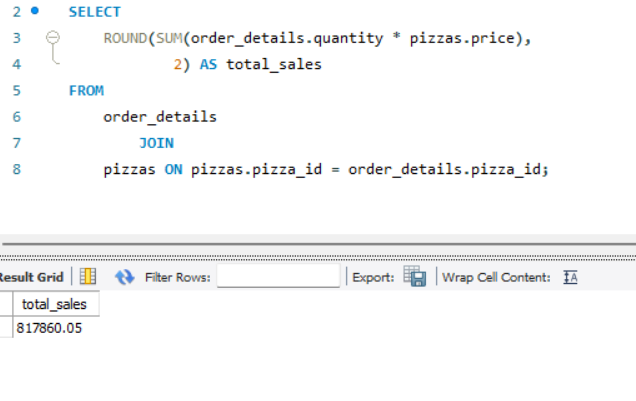 2 SELECT
3 ROUND(SUM(order_details.quantity * pizzas.price),
4 2) AS total_sales
5 FROM
6 order_details
7 JOIN
8 pizzas ON pizzas.pizza_id = order_details.pizza_id;
Result Grid Filter Rows: Export: Wrap Cell Content: IA
total_sales
817860.05